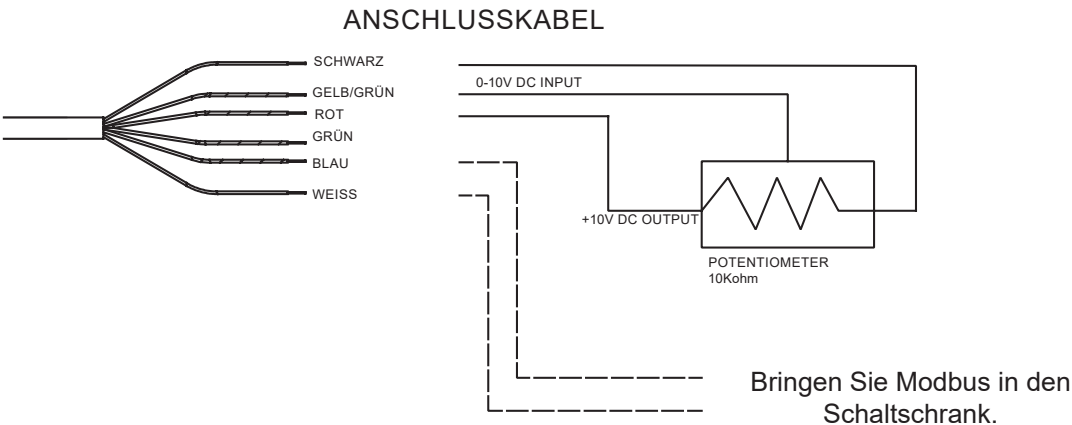 ANSCHLUSSKABEL
SCHWARZ
0-10V DC INPUT
GELB/GRÜN
ROT
GRÜN
BLAU
WEISS
+10V DC OUTPUT
POTENTIOMETER
10Kohm
Bringen Sie Modbus in den
Schaltschrank.